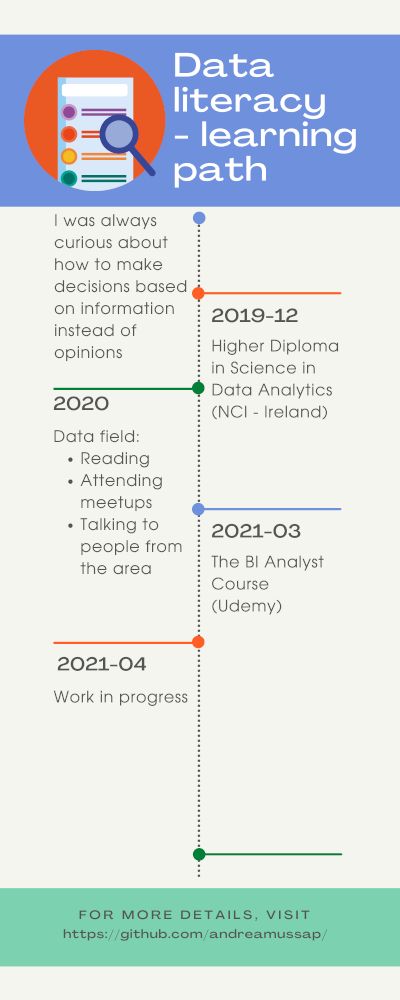 Data
literacy
- learning
path
I was always
curious about
how to make
decisions based
on information
instead of
opinions
2019-12
Higher Diploma
in Science in
Data Analytics
(NCI - Ireland)
2020
Data field:
• Reading
• Attending
meetups
• Talking to
people from
the area
2021-03
The BI Analyst
Course
(Udemy)
2021-04
Work in progress
FOR MORE DETAILS, VISIT
https://github.com/andreamussap/